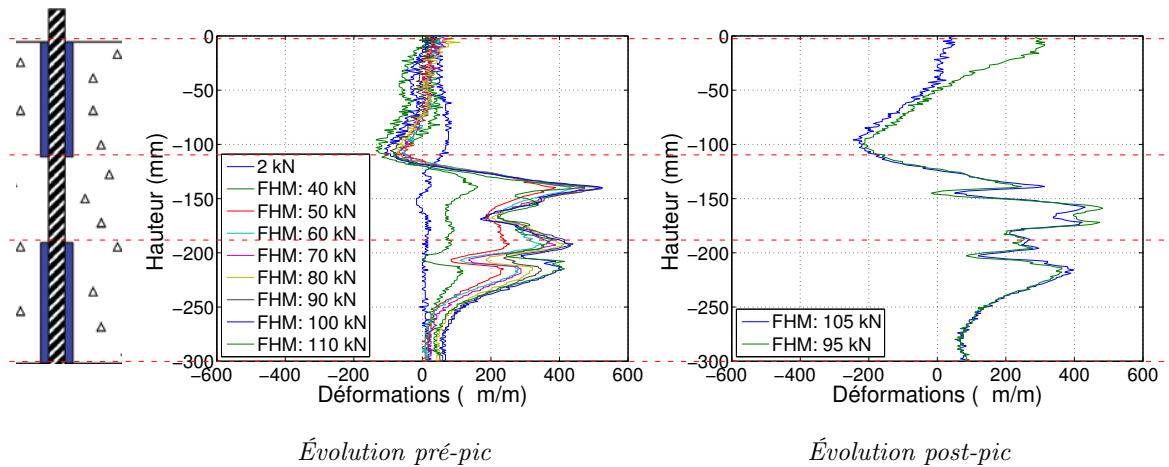 0
−50
−100
−150
−200
−250
−300
−600
−400
−200
0
200
400
600
Hauteur (mm)
Déformations ( m/m)
2 kN
FHM: 40 kN
FHM: 50 kN
FHM: 60 kN
FHM: 70 kN
FHM: 80 kN
FHM: 90 kN
FHM: 100 kN
FHM: 110 kN
Évolution pré-pic
0
−50
−100
−150
−200
−250
−300
−600
−400
−200
0
200
400
600
Hauteur (mm)
Déformations ( m/m)
FHM: 105 kN
FHM: 95 kN
Évolution post-pic